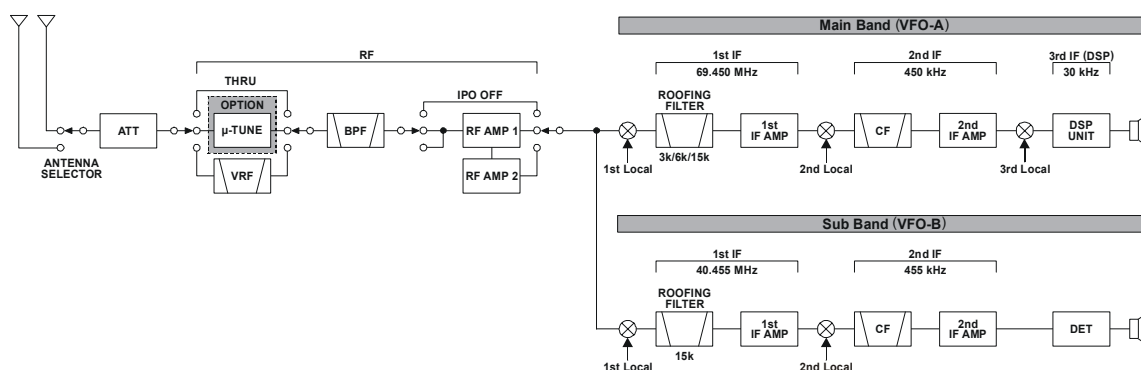 Main Band (VFO-A)
RF
1st IF
69.450 MHz
2nd IF
450 kHz
3rd IF (DSP)
30 kHz
THRU
OPTION
µ-TUNE
IPO OFF
ROOFING
FILTER
ATT
BPF
RF AMP 1
1st
IF AMP
CF
2nd
IF AMP
DSP
UNIT
ANTENNA
SELECTOR
VRF
RF AMP 2
3k/6k/15k
1st Local
2nd Local
3rd Local
Sub Band (VFO-B)
1st IF
40.455 MHz
2nd IF
455 kHz
ROOFING
FILTER
1st
IF AMP
CF
2nd
IF AMP
DET
15k
1st Local
2nd Local